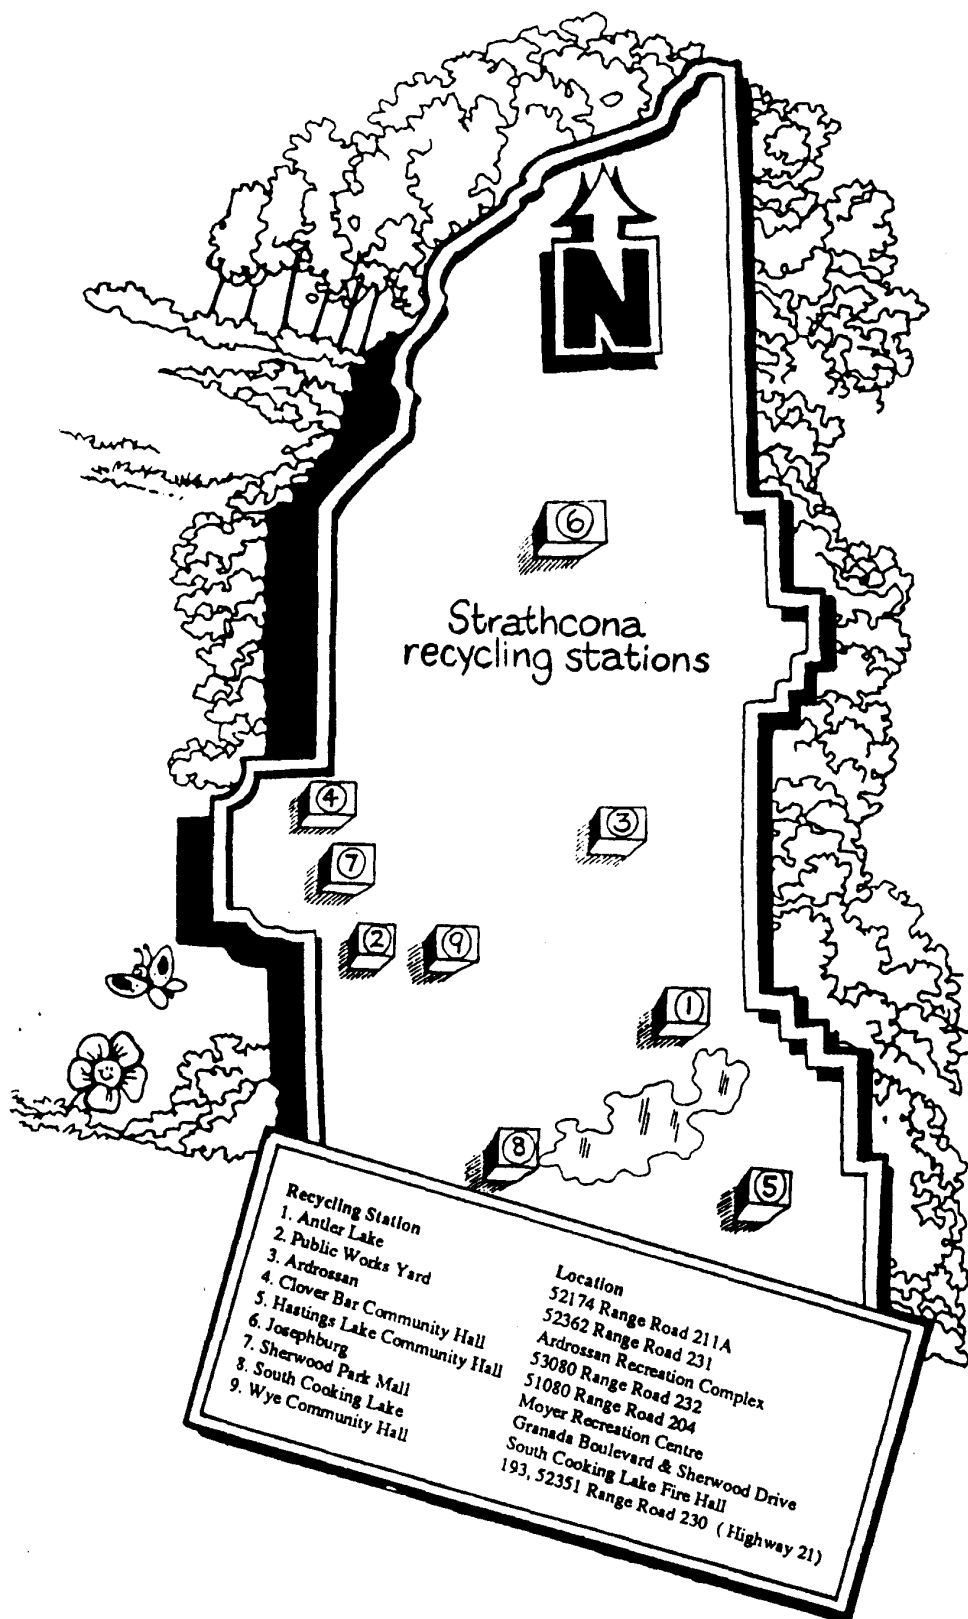 N
6
Strathcona
recycling stations
4
3
7
2
9
1
8
5
Recycling Station
1. Antler Lake
2. Public Works Yard
3. Ardrossan
4. Clover Bar Community Hall
5. Hastings Lake Community Hall
6. Josephburg
7. Sherwood Park Mall
8. South Cooking Lake
9. Wye Community Hall
Location
52174 Range Road 211A
52362 Range Road 231
Ardrossan Recreation Complex
53080 Range Road 232
51080 Range Road 204
Moyer Recreation Centre
Granada Boulevard & Sherwood Drive
South Cooking Lake Fire Hall
193, 52351 Range Road 230 (Highway 21)